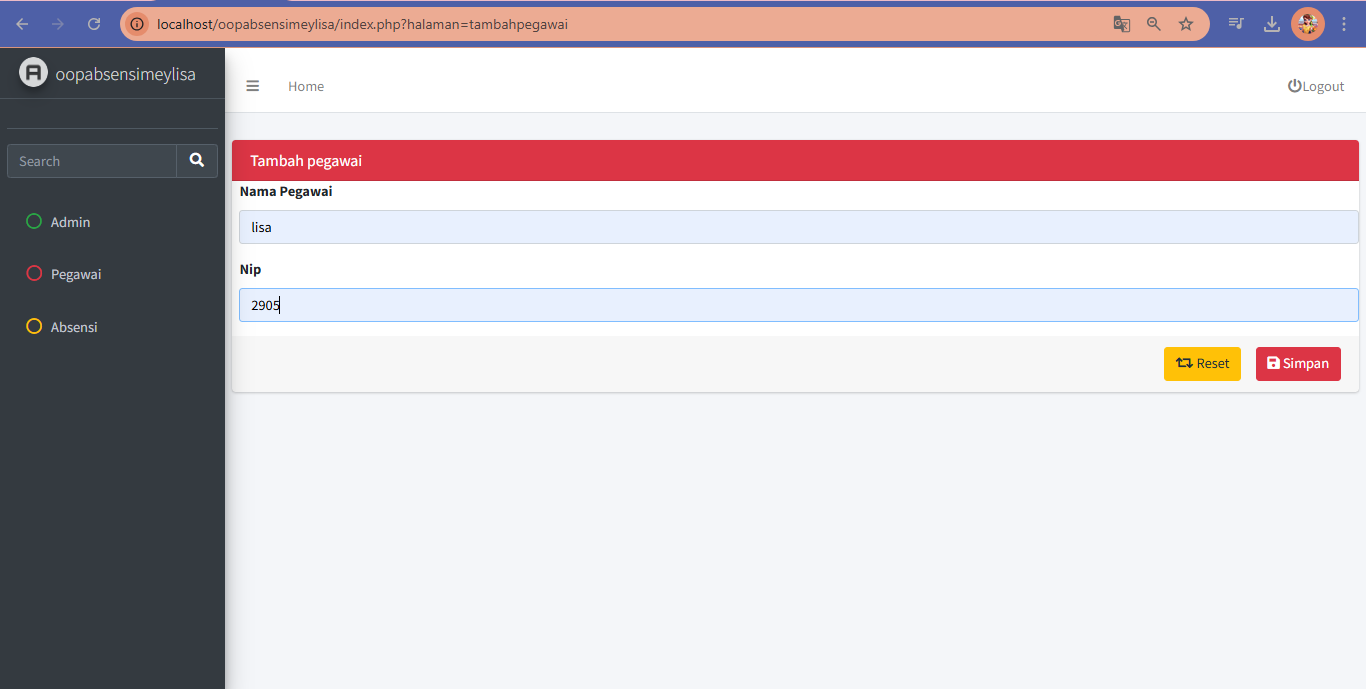 localhost/oopabsensimeylisa/index.php?halaman=tambahpegawai
oopabsensimeylisa
Home
Logout
Search
Admin
Pegawai
Absensi
Tambah pegawai
Nama Pegawai
lisa
Nip
2905
Reset
Simpan